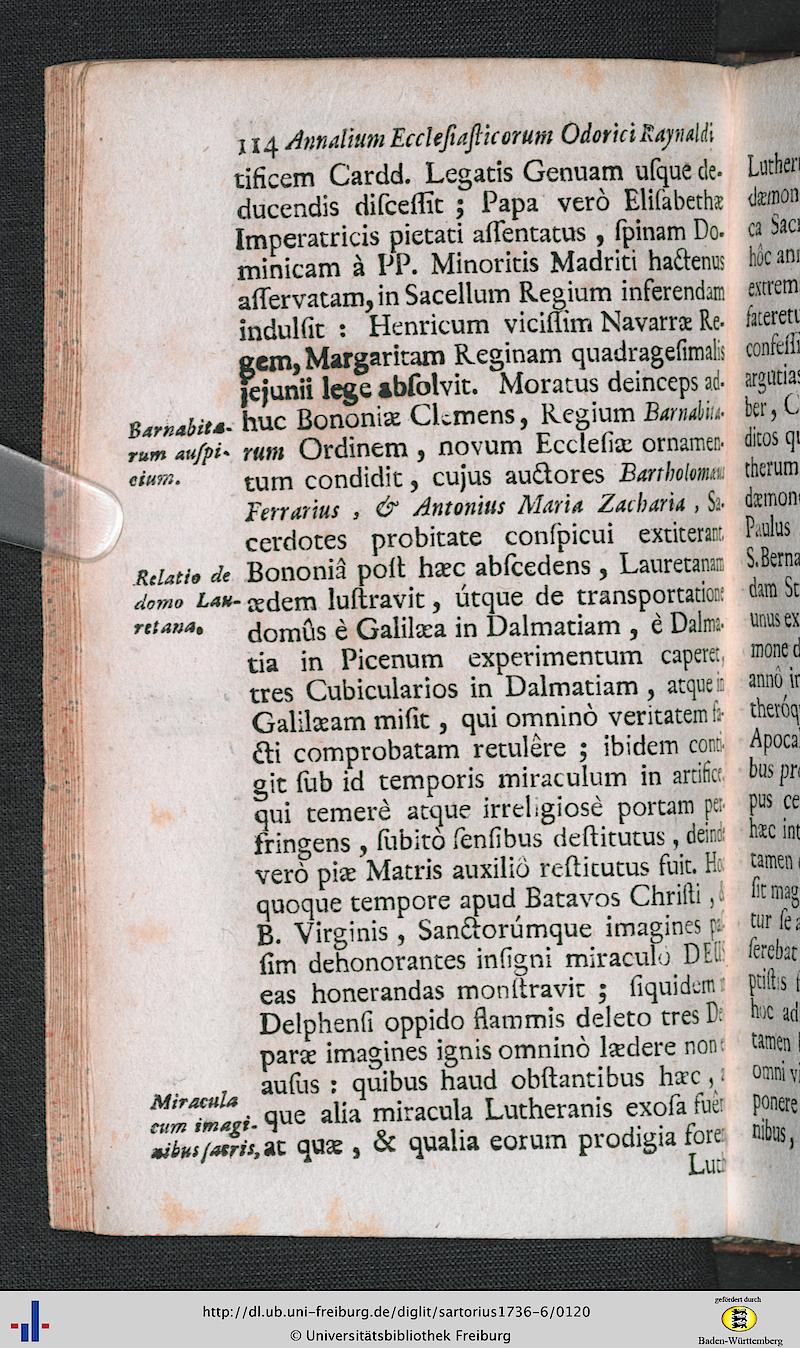 114 Annalium Ecclesiasticorum Odorici Raynaldi
tificem Cardd. Legatis Genuam uſque de-
ducendis diſceſſit ; Papa verò Eliſabethæ
Imperatricis pietati aſſentatus , ſpinam Do-
minicam à PP. Minoritis Madriti hactenus
aſſervatam, in Sacellum Regium inferendam
indulſit : Henricum viciſſim Navarræ Re-
gem, Margaritam Reginam quadrageſimalis
jejunii lege abſolvit. Moratus deinceps ad-
huc Bononiæ Clemens, Regium Barnabita-
rum Ordinem , novum Eccleſiæ ornamen-
tum condidit, cujus auctores Bartholomæus
Ferrarius , & Antonius Maria Zacharia , Sa-
cerdotes probitate conſpicui extiterant.
Bononiâ poſt hæc abſcedens , Lauretanam
ædem luſtravit, útque de transportatione
domûs è Galilæa in Dalmatiam , è Dalma-
tia in Picenum experimentum caperet,
tres Cubicularios in Dalmatiam , atque in
Galilæam miſit , qui omninò veritatem fa-
cti comprobatam retulêre ; ibidem conti-
git ſub id temporis miraculum in artifice,
qui temerè atque irreligiosè portam per-
fringens , ſubitò ſenſibus deſtitutus , deinde
verò piæ Matris auxiliô reſtitutus fuit. Hoc
quoque tempore apud Batavos Chriſti ,
B. Virginis , Sanctorúmque imagines paſ-
ſim dehonorantes inſigni miraculô DEUS
eas honerandas monſtravit ; ſiquidem
Delphenſi oppido flammis deleto tres Dei-
paræ imagines ignis omninò lædere non
auſus : quibus haud obſtantibus hæc ,
que alia miracula Lutheranis exoſa fuêre
at quæ , & qualia eorum prodigia fore
Luth
Barnabita-
rum auſpi-
cium.
Relatio de
domo Lau-
retana.
Miracula
cum imagi-
nibus ſacris,
Luther
dæmon
ca Sac
hôc an
extrem
fateretu
confeſſi
argutias
ber , C
ditos qu
therum
dæmon
Paulus
S. Berna
dam St
unus ex
mone d
annô in
theróq
Apoca
bus pr
pus ce
hæc int
tamen
ſit mag
tur ſe a
ferebat
ptiſtis
hoc ad
tamen
omni vi
ponere
nibus ,
http://dl.ub.uni-freiburg.de/diglit/sartorius1736-6/0120
© Universitätsbibliothek Freiburg
gefördert durch
Baden-Württemberg